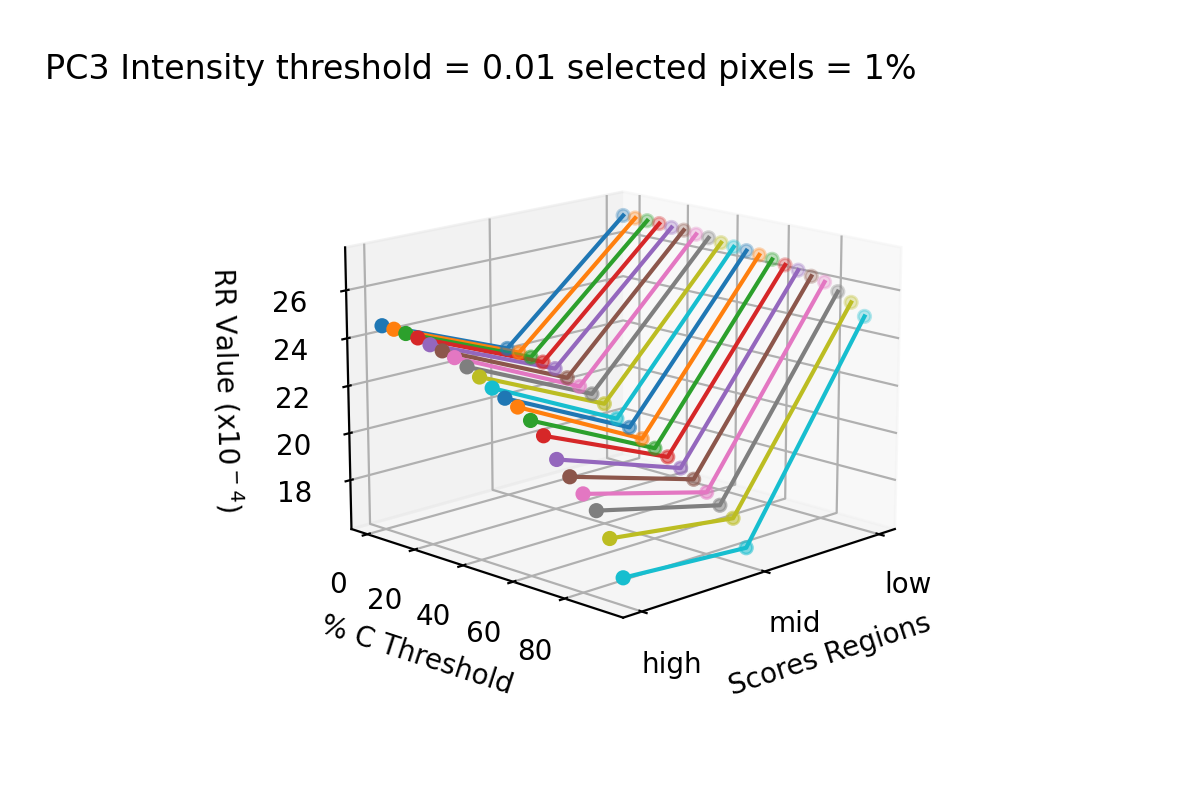 PC3 Intensity threshold = 0.01 selected pixels = 1%
RR Value (x10⁻⁴)
26
24
22
20
18
0
20
40
60
80
% C Threshold
high
mid
low
Scores Regions